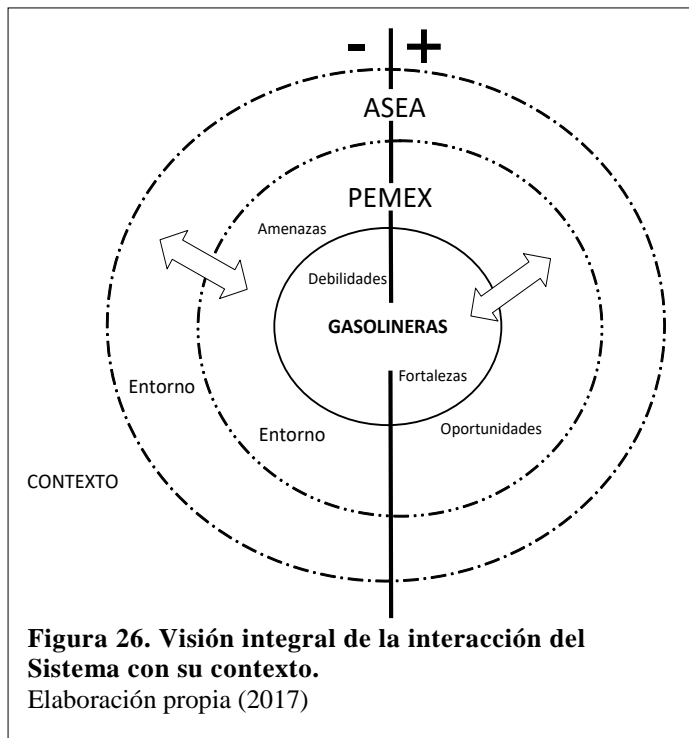 - +
ASEA
PEMEX
Amenazas
Debilidades
GASOLINERAS
Fortalezas
Entorno
Entorno
Oportunidades
CONTEXTO
Figura 26. Visión integral de la interacción del
Sistema con su contexto.
Elaboración propia (2017)